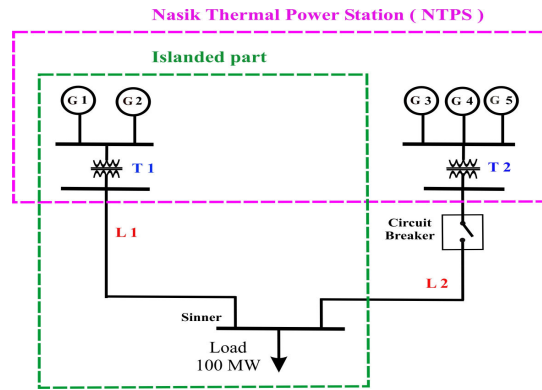 Nasik Thermal Power Station ( NTPS )
Islanded part
G 1
G 2
G 3
G 4
G 5
T 1
T 2
Circuit
Breaker
L 1
L 2
Sinner
Load
100 MW